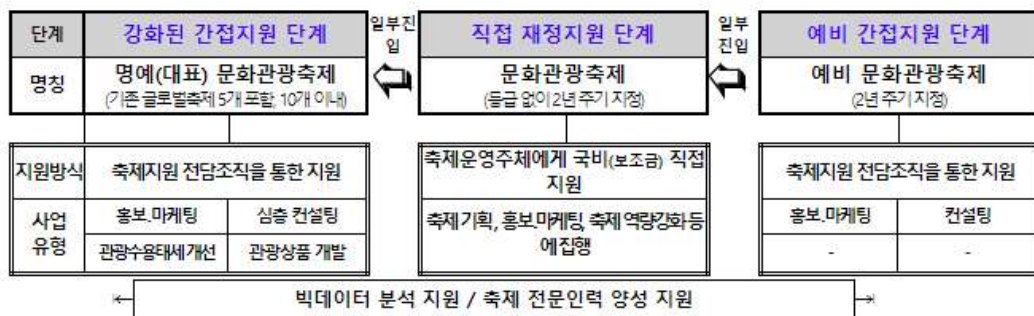 단계
강화된 간접지원 단계
일부진입
직접 재정지원 단계
일부
진입
예비 간접지원 단계
명칭
명예(대표) 문화관광축제
(기존 글로벌축제 5개 포함, 10개 이내)
문화관광축제
(등급 없이 2년 주기 지정)
예비 문화관광축제
(2년 주기 지정)
지원방식
축제지원 전담조직을 통한 지원
축제운영주체에게 국비(보조금) 직접
지원
축제지원 전담조직을 통한 지원
사업
유형
홍보.마케팅
심층 컨설팅
관광수용태세 개선
관광상품 개발
축제 기획, 홍보.마케팅, 축제 역량강화 등
에 집행
홍보.마케팅
컨설팅
-
-
빅데이터 분석 지원 / 축제 전문인력 양성 지원